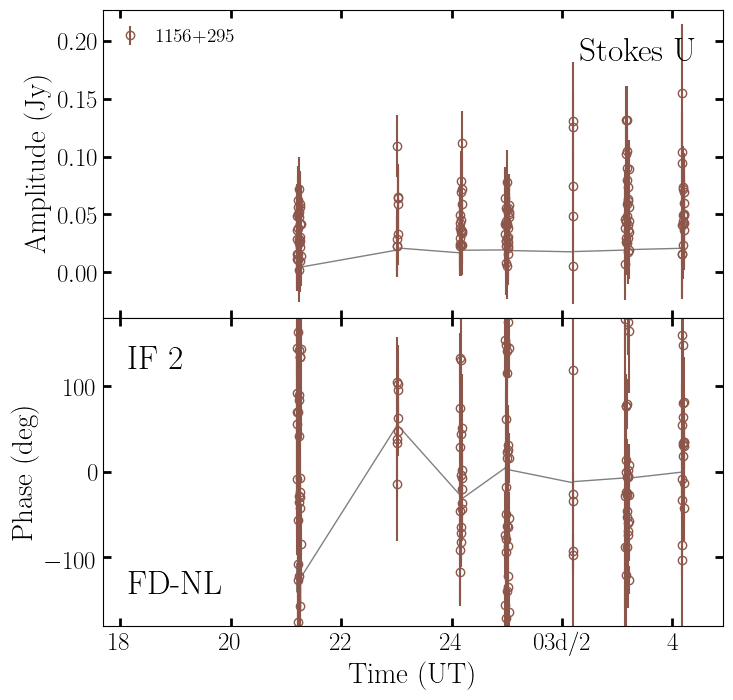 1156+295
Stokes U
0.20
0.15
0.10
0.05
0.00
Amplitude (Jy)
IF 2
100
0
−100
Phase (deg)
FD-NL
18 20 22 24 03d/2 4
Time (UT)